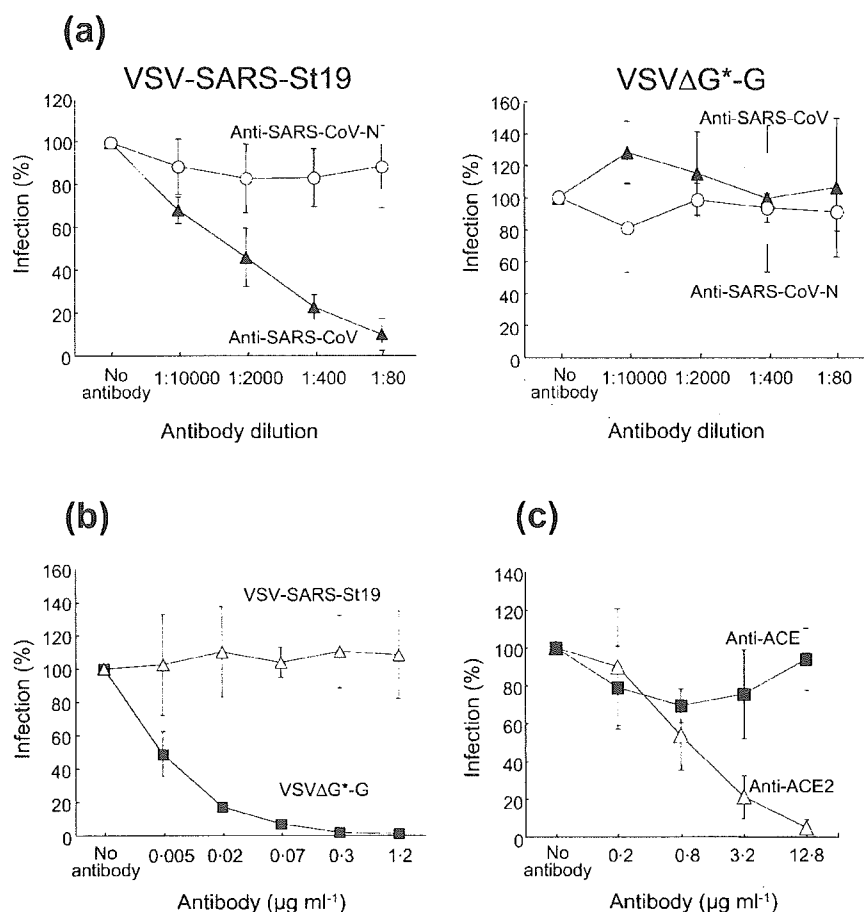 (a)
VSV-SARS-St19
120
100
80
60
40
20
0
Infection (%)
Anti-SARS-CoV-N
Anti-SARS-CoV
No antibody
1:10000
1:2000
1:400
1:80
Antibody dilution
VSVΔG*-G
160
140
120
100
80
60
40
20
0
Infection (%)
Anti-SARS-CoV
Anti-SARS-CoV-N
No antibody
1:10000
1:2000
1:400
1:80
Antibody dilution
(b)
160
140
120
100
80
60
40
20
0
Infection (%)
VSV-SARS-St19
VSVΔG*-G
No antibody
0·005
0·02
0·07
0·3
1·2
Antibody (µg ml⁻¹)
(c)
140
120
100
80
60
40
20
0
Infection (%)
Anti-ACE
Anti-ACE2
No antibody
0·2
0·8
3·2
12·8
Antibody (µg ml⁻¹)